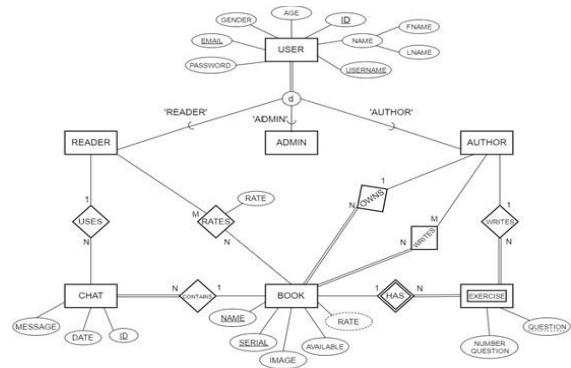 AGE
GENDER
ID
FNAME
EMAIL
NAME
USER
LNAME
PASSWORD
USERNAME
d
'READER'
'ADMIN'
'AUTHOR'
READER
ADMIN
AUTHOR
1
M
RATE
1
M
1
USES
RATES
OWNS
WRITES
WRITES
N
N
N
N
N
CHAT
N
CONTAINS
1
BOOK
1
HAS
N
EXERCISE
MESSAGE
DATE
ID
NAME
SERIAL
IMAGE
AVAILABLE
RATE
NUMBER
QUESTION
QUESTION